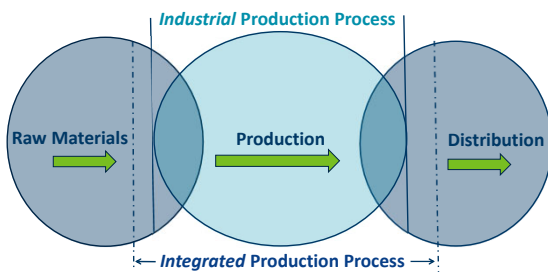 Industrial Production Process
Raw Materials
Production
Distribution
Integrated Production Process